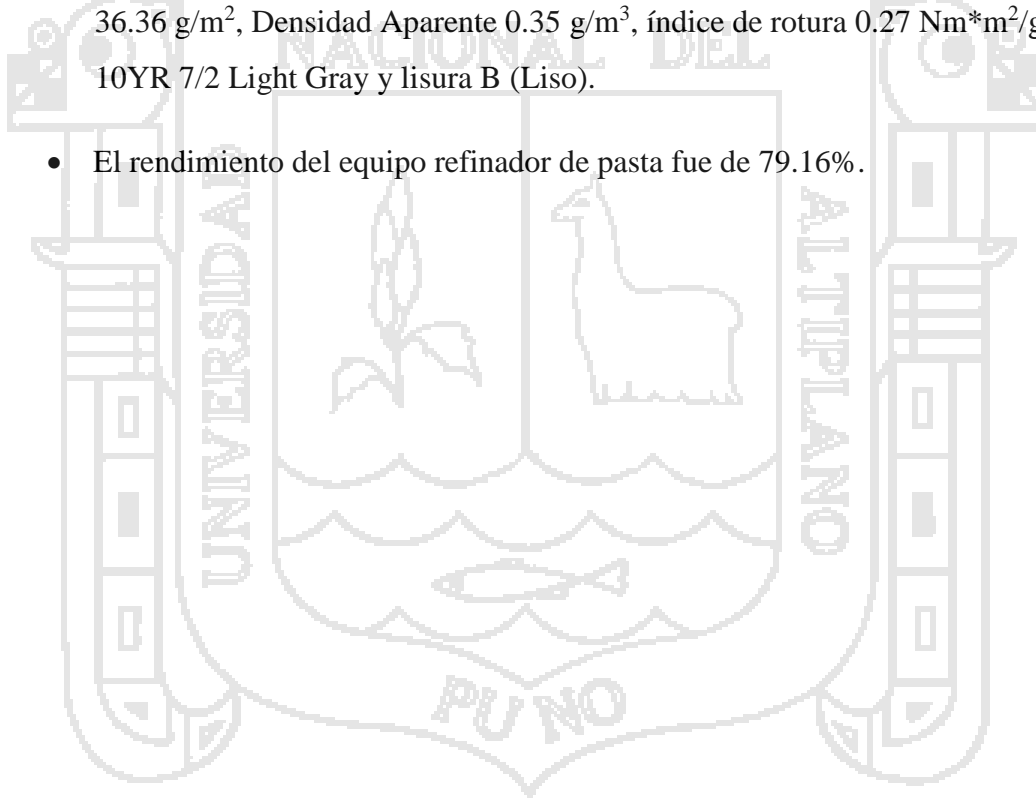 36.36 g/m², Densidad Aparente 0.35 g/m³, índice de rotura 0.27 Nm*m²/g
10YR 7/2 Light Gray y lisura B (Liso).
• El rendimiento del equipo refinador de pasta fue de 79.16%.
NACIONAL DEL
UNIVERSIDAD
ALTIPLANO
PUNO